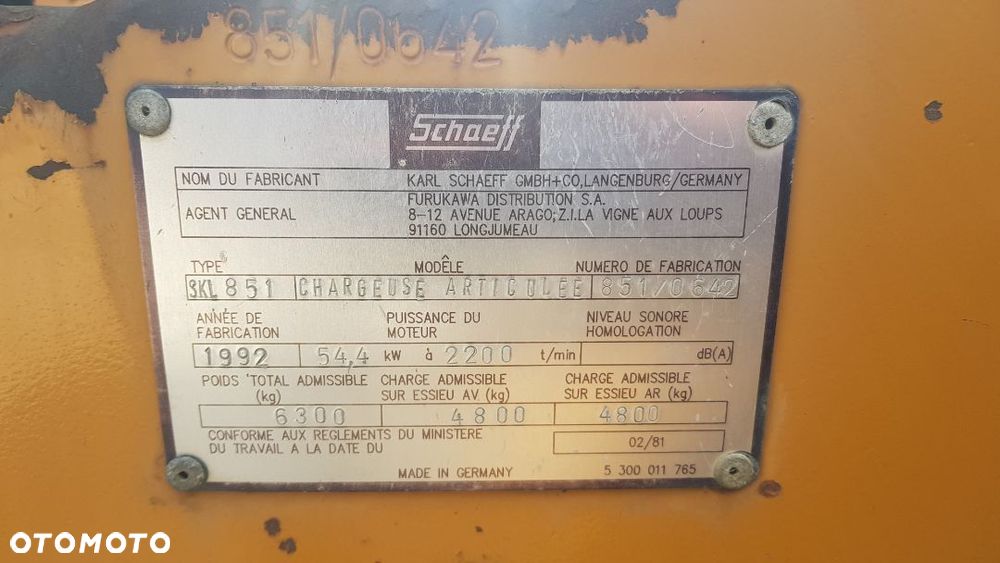 851/0642
Schaeff
NOM DU FABRICANT KARL SCHAEFF GMBH+CO,LANGENBURG/GERMANY
AGENT GENERAL FURUKAWA DISTRIBUTION S.A.
8-12 AVENUE ARAGO;Z.I.LA VIGNE AUX LOUPS
91160 LONGJUMEAU
TYPE MODÈLE NUMERO DE FABRICATION
SKL 851 CHARGEUSE ARTICULEE 851/0642
ANNÉE DE FABRICATION PUISSANCE DU MOTEUR NIVEAU SONORE HOMOLOGATION
1992 54,4 kW à 2200 t/min dB(A)
POIDS TOTAL ADMISSIBLE (kg) CHARGE ADMISSIBLE SUR ESSIEU AV (kg) CHARGE ADMISSIBLE SUR ESSIEU AR (kg)
6300 4800 4800
CONFORME AUX REGLEMENTS DU MINISTERE
DU TRAVAIL A LA DATE DU 02/81
MADE IN GERMANY 5 300 011 765
OTOMOTO